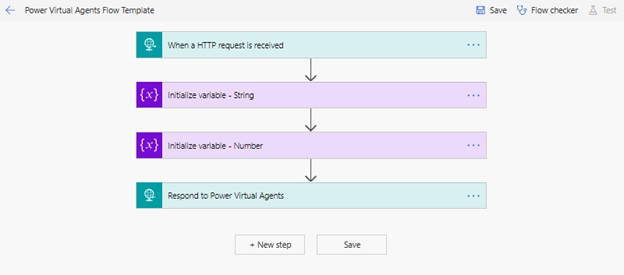 Power Virtual Agents Flow Template
Save
Flow checker
Test
When a HTTP request is received
{x} Initialize variable - String
{x} Initialize variable - Number
Respond to Power Virtual Agents
+ New step
Save